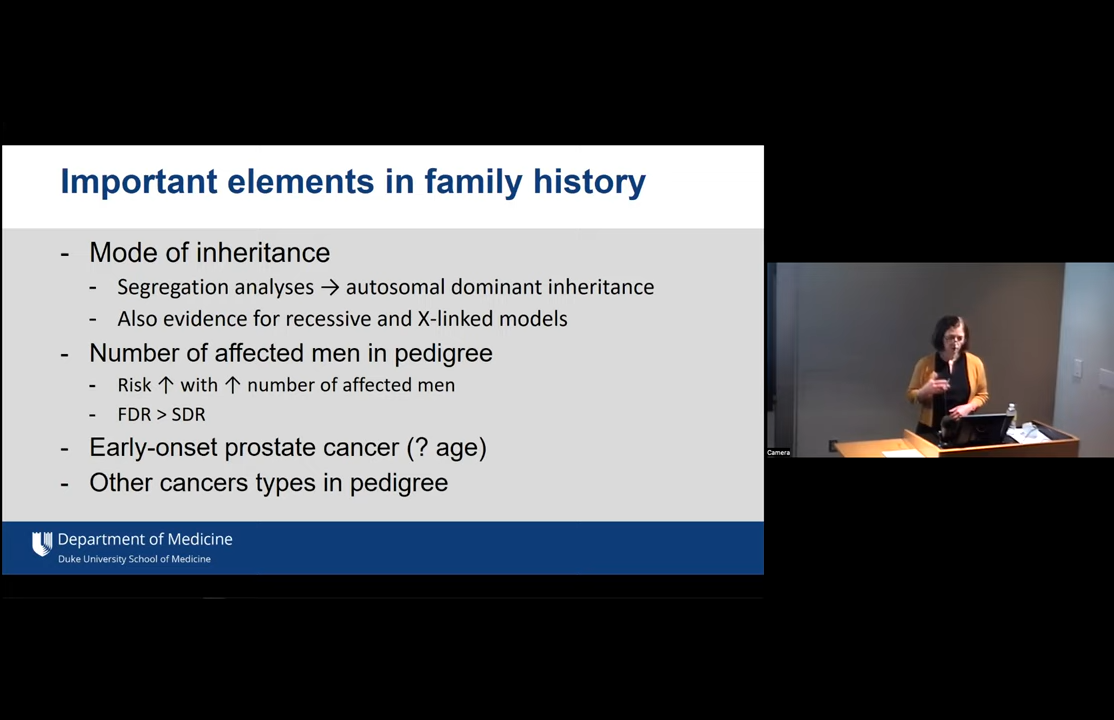 Important elements in family history
- Mode of inheritance
- Segregation analyses → autosomal dominant inheritance
- Also evidence for recessive and X-linked models
- Number of affected men in pedigree
- Risk ↑ with ↑ number of affected men
- FDR > SDR
- Early-onset prostate cancer (? age)
- Other cancers types in pedigree
Department of Medicine
Duke University School of Medicine
Camera